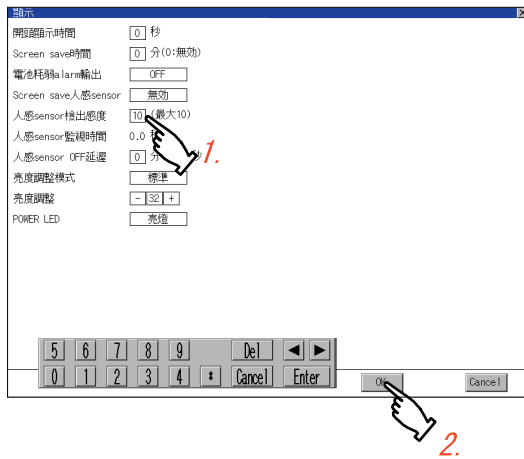 顯示
開頭顯示時間 0 秒
Screen save時間 0 分(0:無効)
電池耗弱alarm輸出 OFF
Screen save人感sensor 無効
人感sensor檢出感度 10 (最大10)
人感sensor監視時間 0.0
人感sensor OFF延遲 0 分 秒
亮度調整模式 標準
亮度調整 - 32 +
POWER LED 亮燈
1.
5 6 7 8 9 Del ◀ ▶
0 1 2 3 4 Cancel Enter
OK Cancel
2.